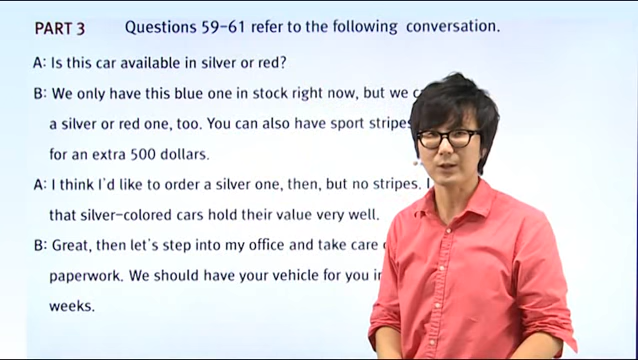 PART 3 Questions 59-61 refer to the following conversation.
A: Is this car available in silver or red?
B: We only have this blue one in stock right now, but we
a silver or red one, too. You can also have sport stripes
for an extra 500 dollars.
A: I think I'd like to order a silver one, then, but no stripes. I
that silver-colored cars hold their value very well.
B: Great, then let's step into my office and take care
paperwork. We should have your vehicle for you
weeks.